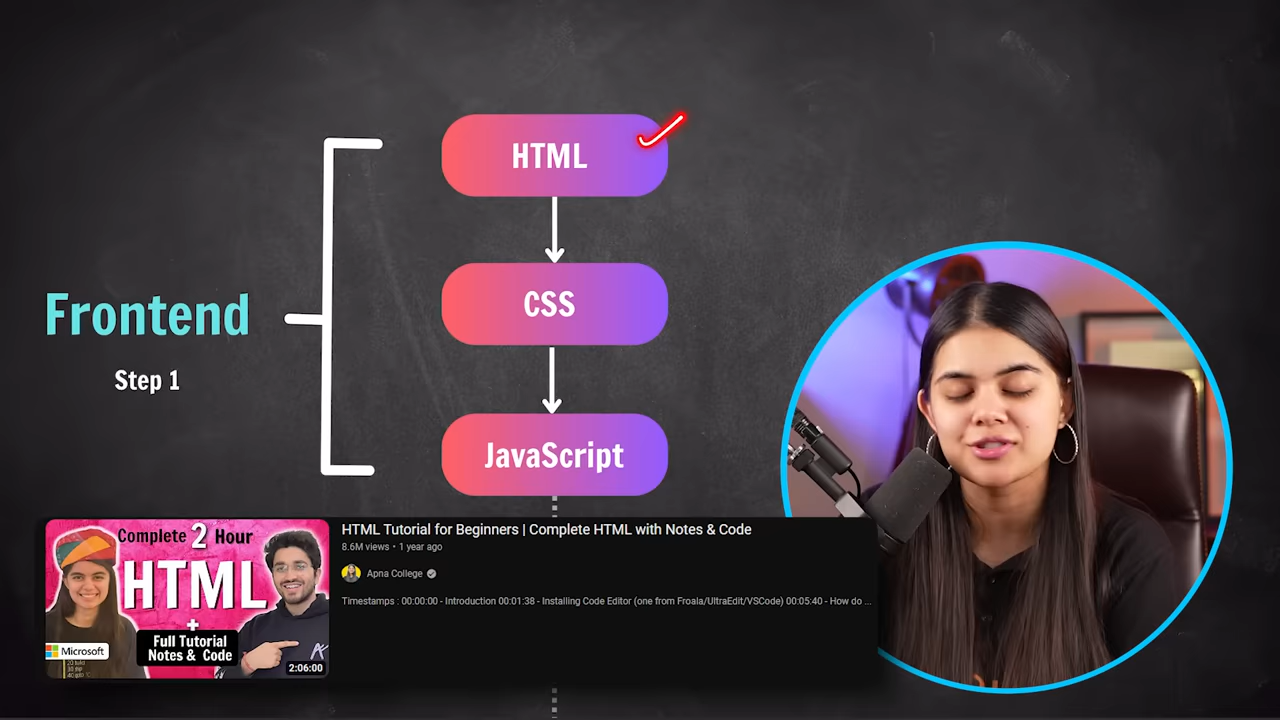 HTML
CSS
Frontend
Step 1
JavaScript
Complete 2 Hour
HTML
+
Full Tutorial
Notes & Code
Microsoft
2:06:00
HTML Tutorial for Beginners | Complete HTML with Notes & Code
8.6M views • 1 year ago
Apna College
Timestamps : 00:00:00 - Introduction 00:01:38 - Installing Code Editor (one from Froala/UltraEdit/VSCode) 00:05:40 - How do ...